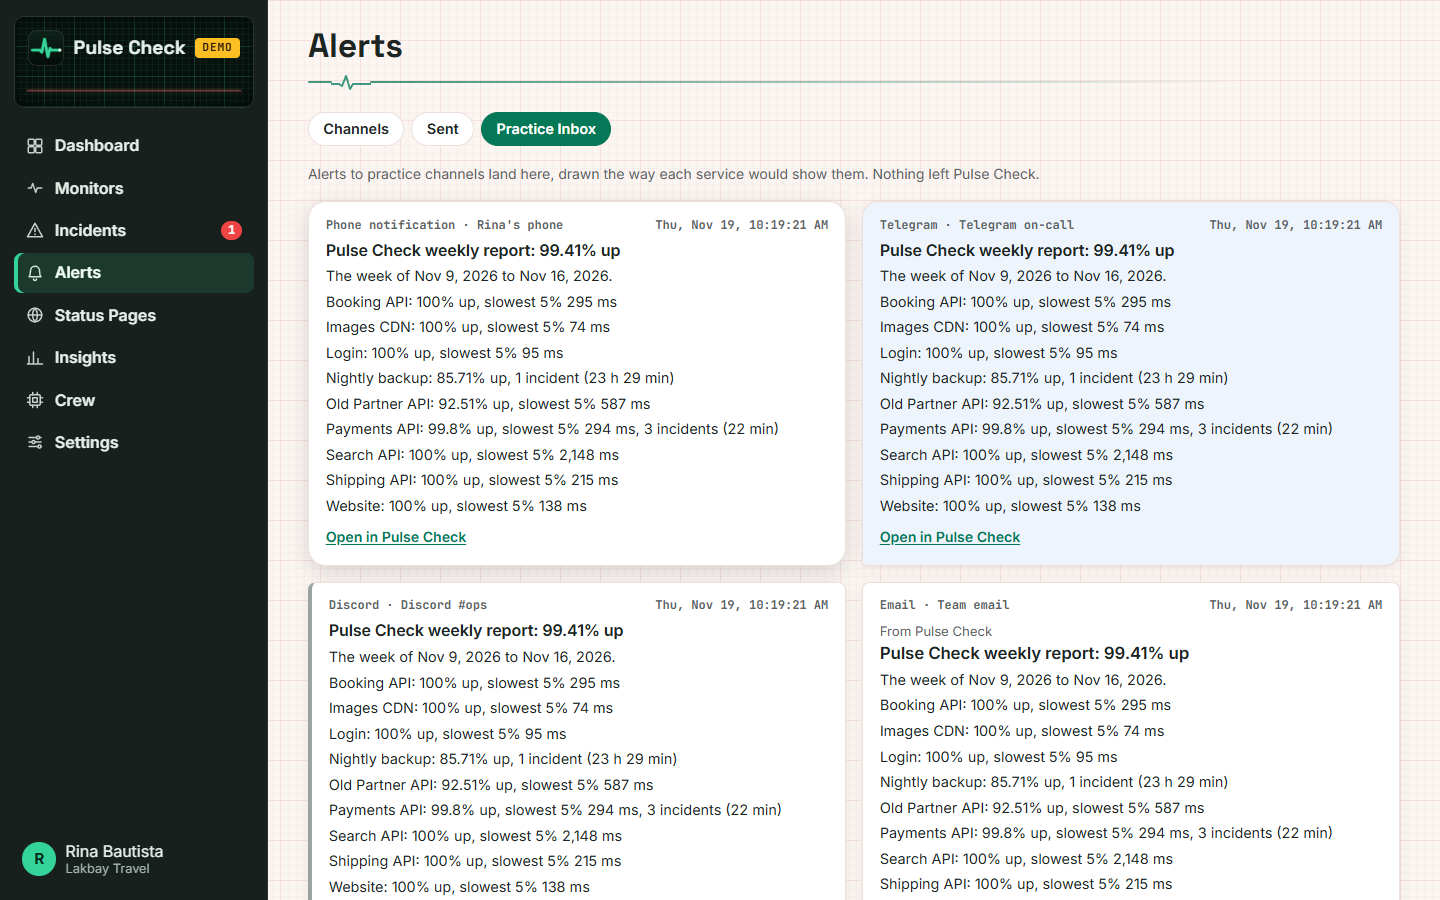 Pulse Check DEMO
Dashboard
Monitors
Incidents 1
Alerts
Status Pages
Insights
Crew
Settings
R
Rina Bautista
Lakbay Travel
Alerts
Channels Sent Practice Inbox
Alerts to practice channels land here, drawn the way each service would show them. Nothing left Pulse Check.
Phone notification · Rina's phone Thu, Nov 19, 10:19:21 AM
Pulse Check weekly report: 99.41% up
The week of Nov 9, 2026 to Nov 16, 2026.
Booking API: 100% up, slowest 5% 295 ms
Images CDN: 100% up, slowest 5% 74 ms
Login: 100% up, slowest 5% 95 ms
Nightly backup: 85.71% up, 1 incident (23 h 29 min)
Old Partner API: 92.51% up, slowest 5% 587 ms
Payments API: 99.8% up, slowest 5% 294 ms, 3 incidents (22 min)
Search API: 100% up, slowest 5% 2,148 ms
Shipping API: 100% up, slowest 5% 215 ms
Website: 100% up, slowest 5% 138 ms
Open in Pulse Check
Telegram · Telegram on-call Thu, Nov 19, 10:19:21 AM
Pulse Check weekly report: 99.41% up
The week of Nov 9, 2026 to Nov 16, 2026.
Booking API: 100% up, slowest 5% 295 ms
Images CDN: 100% up, slowest 5% 74 ms
Login: 100% up, slowest 5% 95 ms
Nightly backup: 85.71% up, 1 incident (23 h 29 min)
Old Partner API: 92.51% up, slowest 5% 587 ms
Payments API: 99.8% up, slowest 5% 294 ms, 3 incidents (22 min)
Search API: 100% up, slowest 5% 2,148 ms
Shipping API: 100% up, slowest 5% 215 ms
Website: 100% up, slowest 5% 138 ms
Open in Pulse Check
Discord · Discord #ops Thu, Nov 19, 10:19:21 AM
Pulse Check weekly report: 99.41% up
The week of Nov 9, 2026 to Nov 16, 2026.
Booking API: 100% up, slowest 5% 295 ms
Images CDN: 100% up, slowest 5% 74 ms
Login: 100% up, slowest 5% 95 ms
Nightly backup: 85.71% up, 1 incident (23 h 29 min)
Old Partner API: 92.51% up, slowest 5% 587 ms
Payments API: 99.8% up, slowest 5% 294 ms, 3 incidents (22 min)
Search API: 100% up, slowest 5% 2,148 ms
Shipping API: 100% up, slowest 5% 215 ms
Website: 100% up, slowest 5% 138 ms
Email · Team email Thu, Nov 19, 10:19:21 AM
From Pulse Check
Pulse Check weekly report: 99.41% up
The week of Nov 9, 2026 to Nov 16, 2026.
Booking API: 100% up, slowest 5% 295 ms
Images CDN: 100% up, slowest 5% 74 ms
Login: 100% up, slowest 5% 95 ms
Nightly backup: 85.71% up, 1 incident (23 h 29 min)
Old Partner API: 92.51% up, slowest 5% 587 ms
Payments API: 99.8% up, slowest 5% 294 ms, 3 incidents (22 min)
Search API: 100% up, slowest 5% 2,148 ms
Shipping API: 100% up, slowest 5% 215 ms